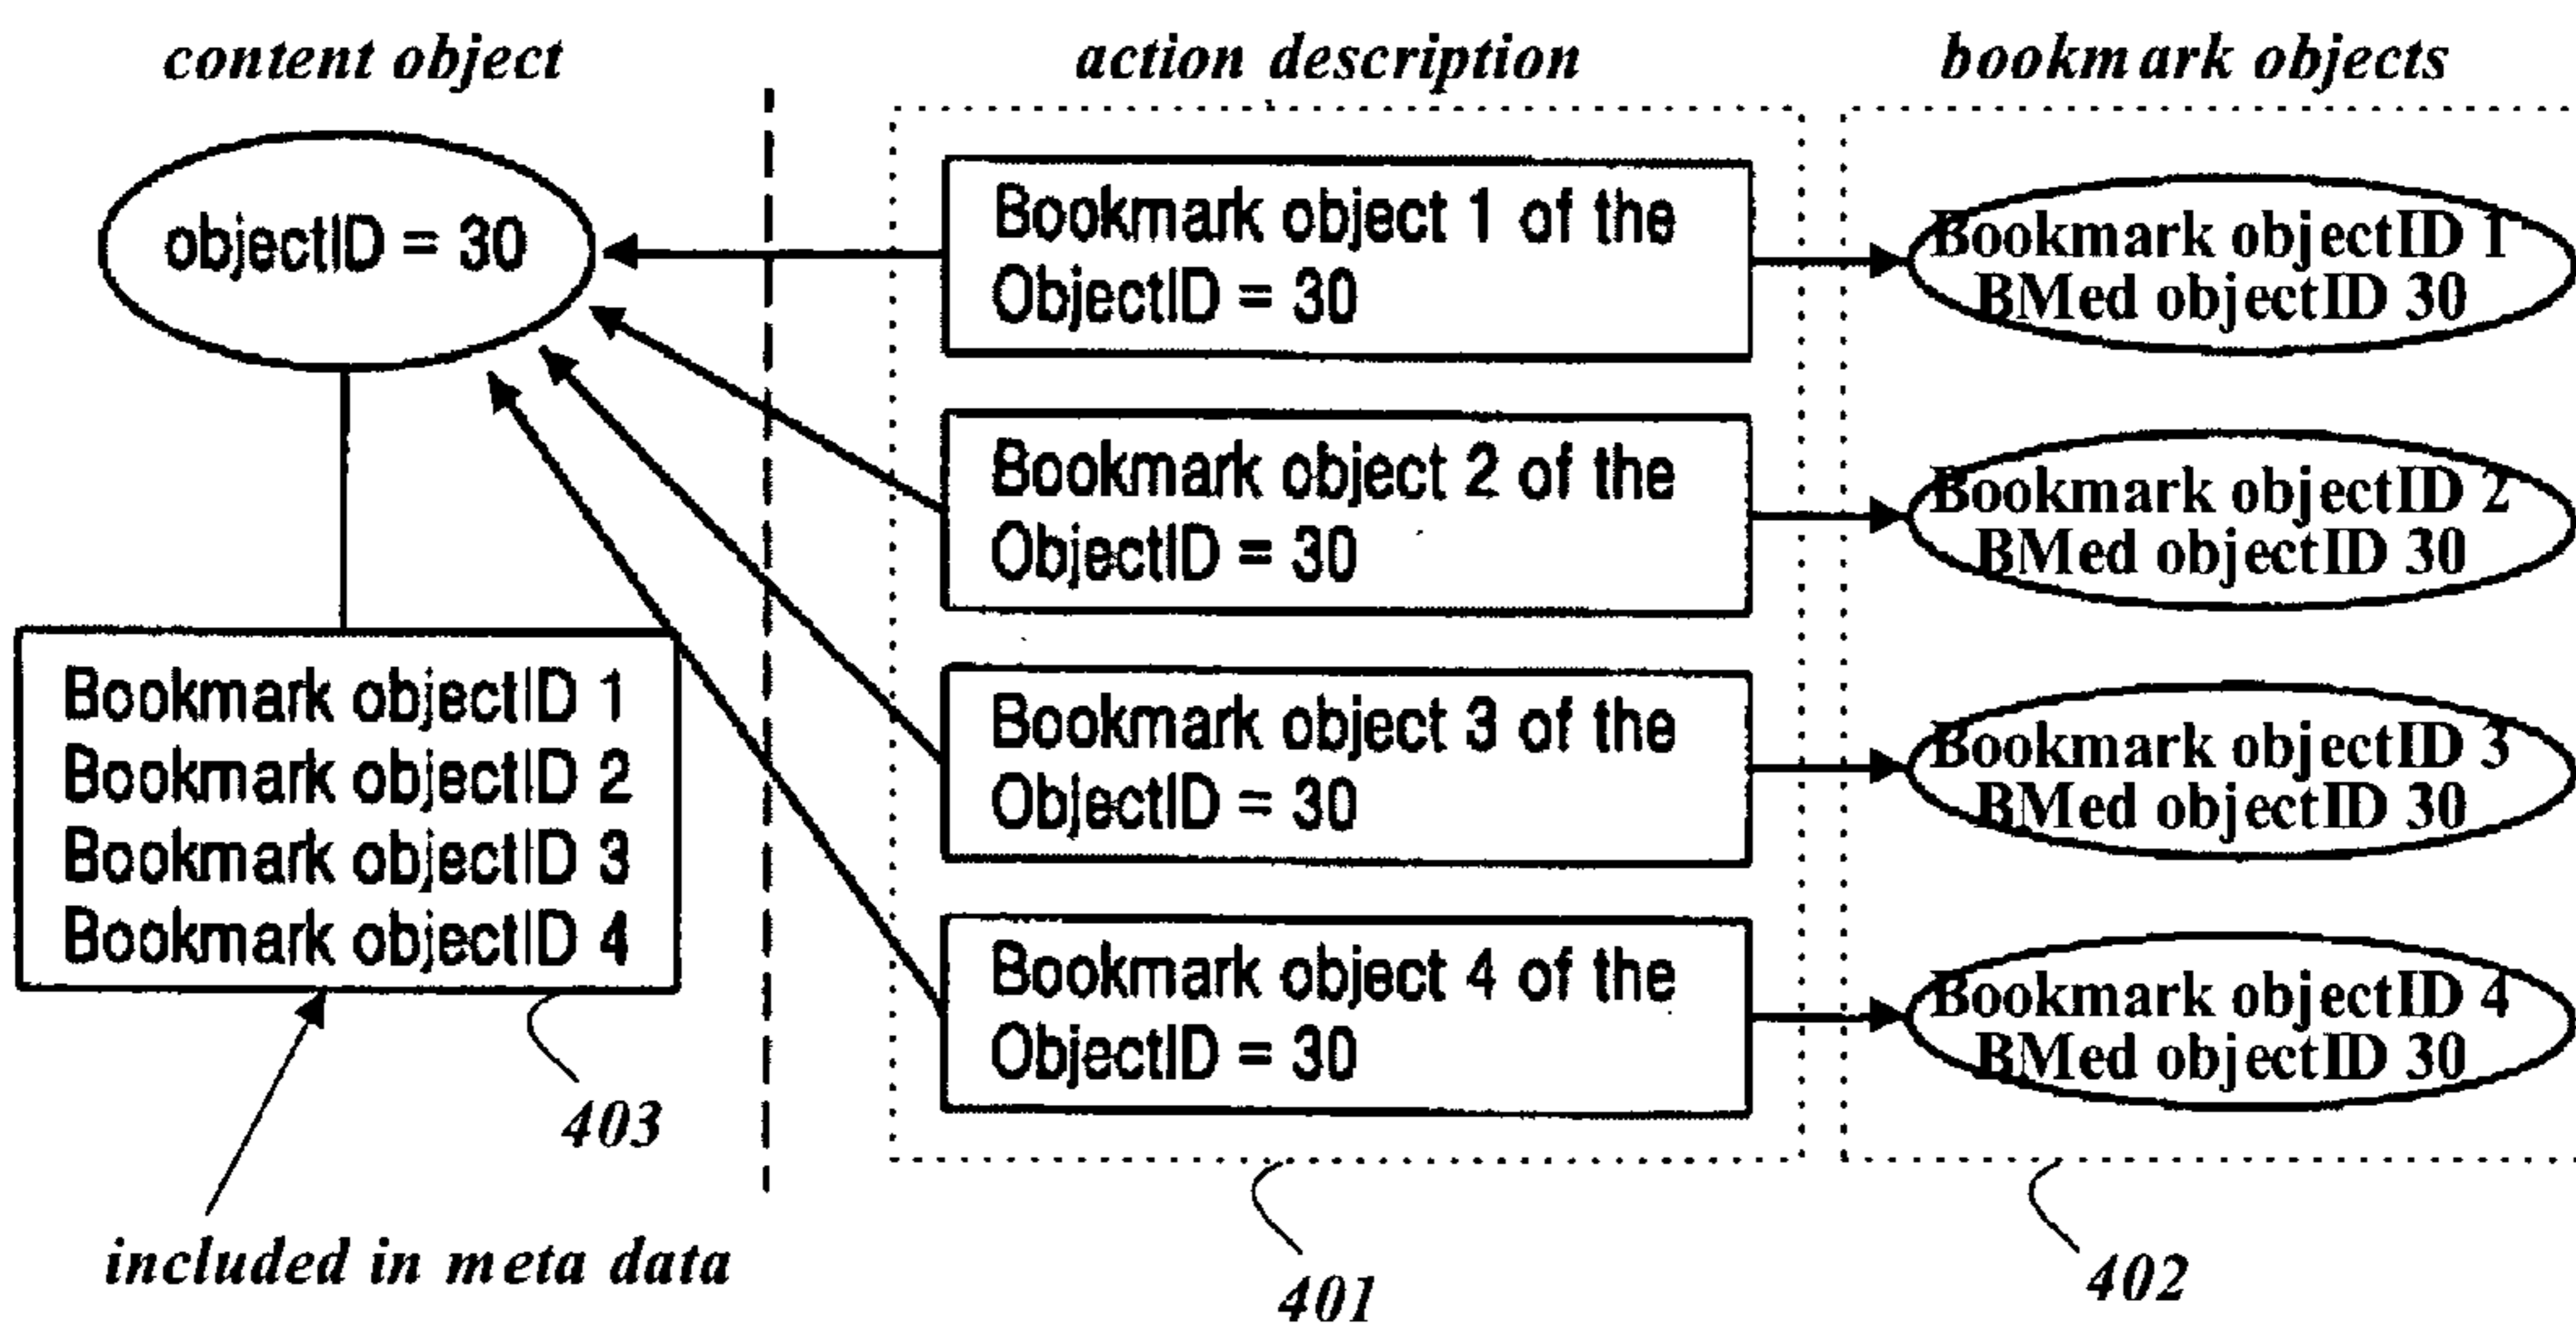 content object
action description
bookmark objects
objectID = 30
Bookmark objectID 1
Bookmark objectID 2
Bookmark objectID 3
Bookmark objectID 4
403
included in meta data
Bookmark object 1 of the
ObjectID = 30
Bookmark object 2 of the
ObjectID = 30
Bookmark object 3 of the
ObjectID = 30
Bookmark object 4 of the
ObjectID = 30
401
Bookmark objectID 1
BMed objectID 30
Bookmark objectID 2
BMed objectID 30
Bookmark objectID 3
BMed objectID 30
Bookmark objectID 4
BMed objectID 30
402